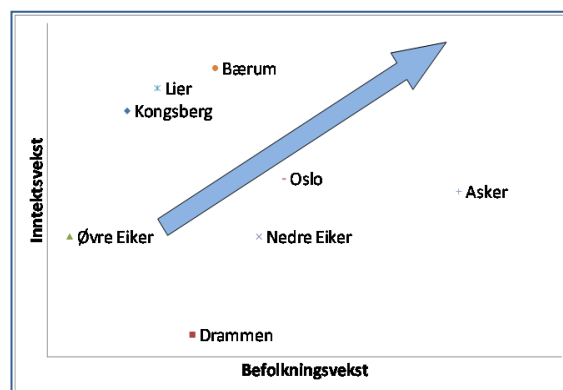 Bærum
Lier
Kongsberg
Oslo
Asker
Øvre Eiker
Nedre Eiker
Drammen
Inntektsvekst
Befolkningsvekst